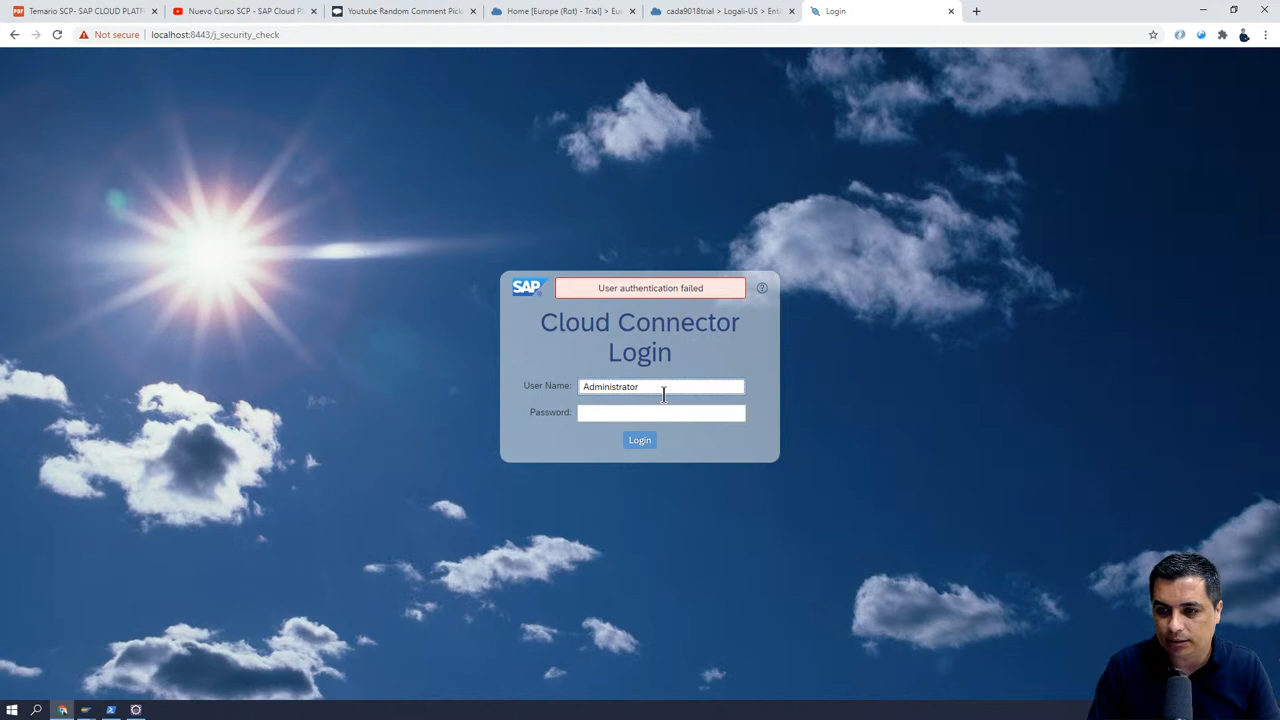 Temario SCP- SAP CLOUD PLATF
Nuevo Curso SCP - SAP Cloud Pl
Youtube Random Comment Pick
Home [Europe (Rot) - Trial] > Eu
cada9018trial > Logali-US > Ent
Login
Not secure
localhost:8443/j_security_check
SAP
User authentication failed
Cloud Connector
Login
User Name:
Administrator
Password:
Login